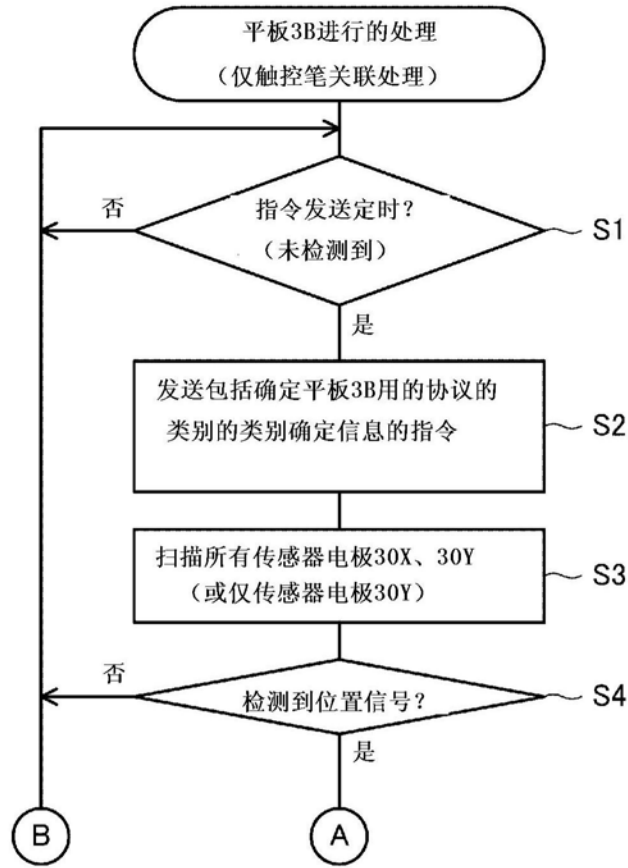 平板3B进行的处理
（仅触控笔关联处理）
否
指令发送定时？
（未检测到）
S1
是
发送包括确定平板3B用的协议的
类别的类别确定信息的指令
S2
扫描所有传感器电极30X、30Y
（或仅传感器电极30Y）
S3
否
检测到位置信号？
S4
是
B
A